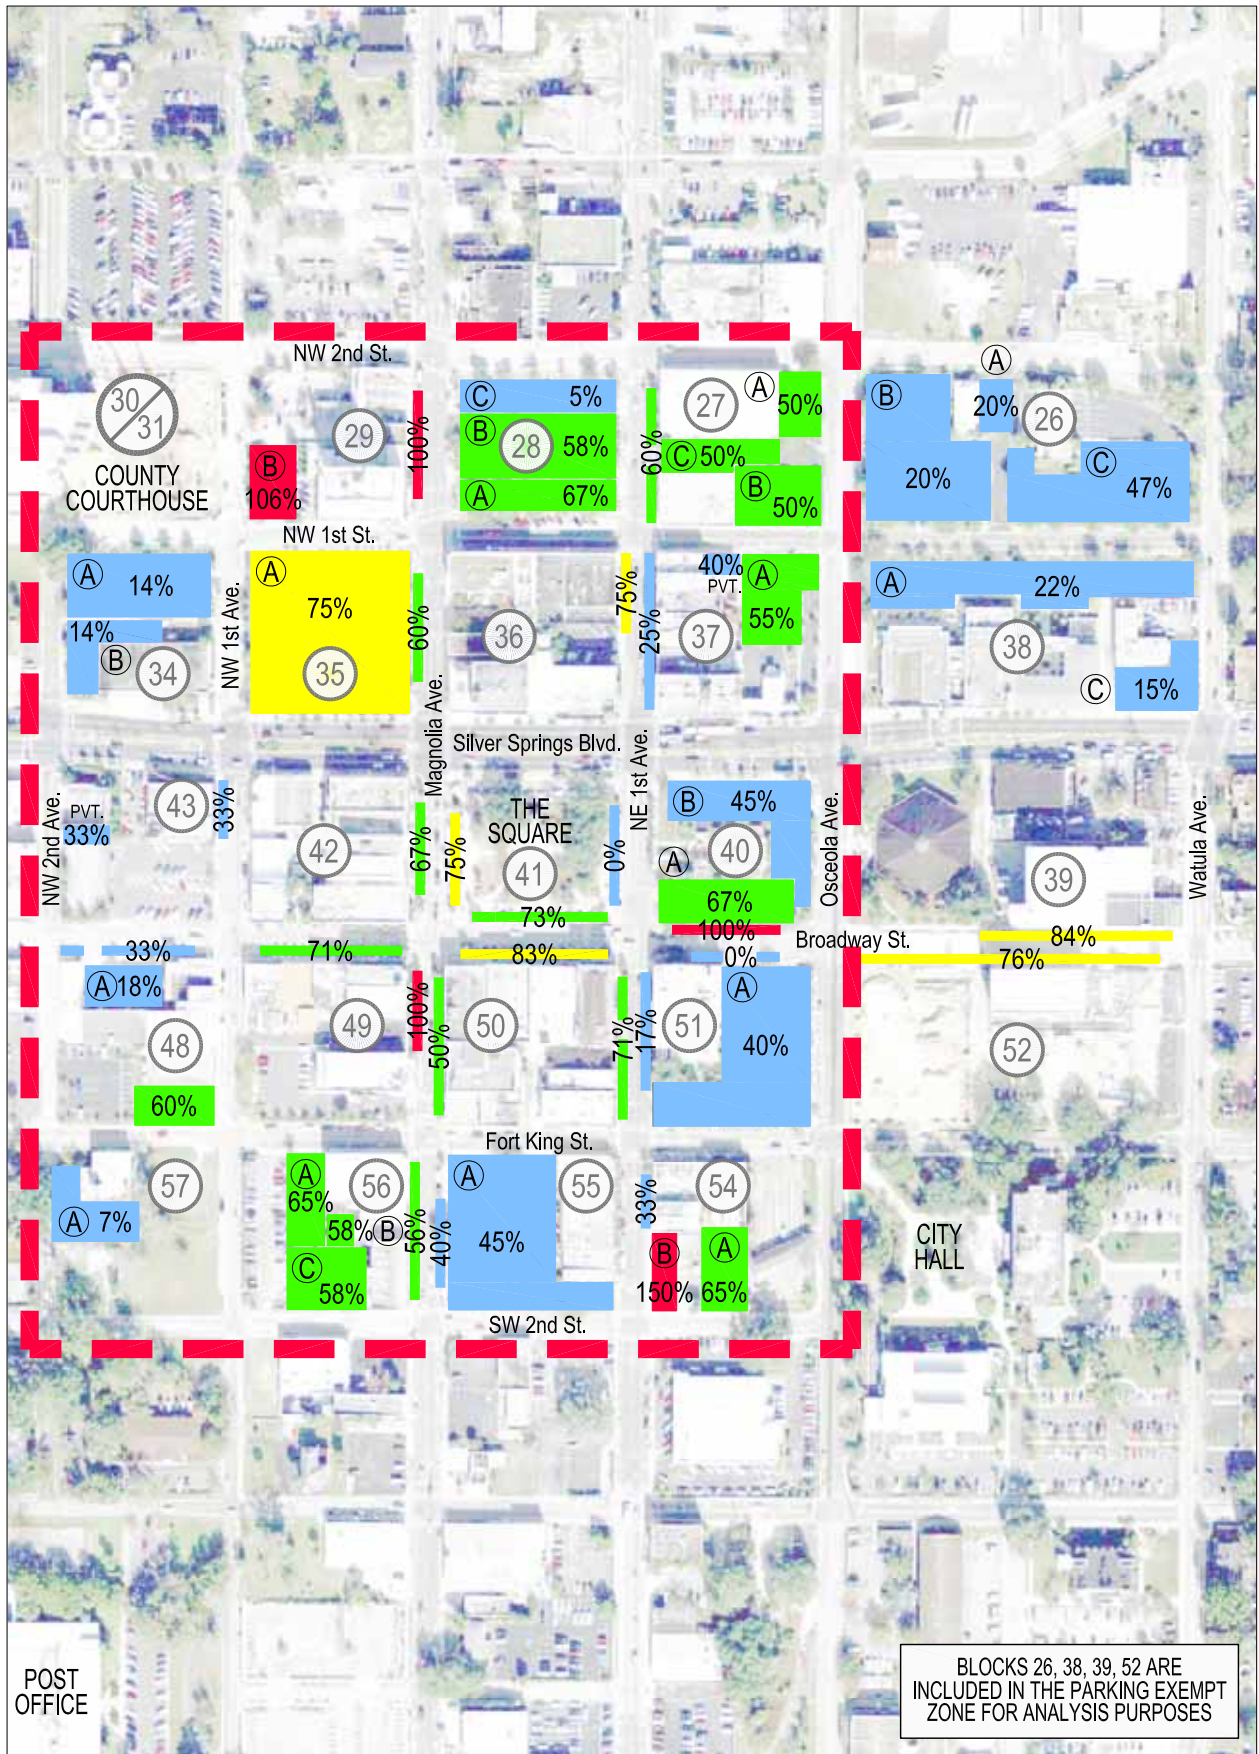 NW 2nd St.
30
31
COUNTY
COURTHOUSE
29
B
106%
100%
C 5%
B 28 58%
A 67%
60%
27
A
50%
C 50%
B
50%
B
20%
A
20%
26
C
47%
NW 1st St.
A 14%
14%
B
34
NW 1st Ave.
A
75%
35
60%
Magnolia Ave.
36
75%
25%
40%
PVT.
37
A
55%
A 22%
38
C 15%
Silver Springs Blvd.
NW 2nd Ave.
PVT.
33%
43
33%
42
67%
75%
THE
SQUARE
41
0%
73%
NE 1st Ave.
B 45%
A 40
67%
100%
Osceola Ave.
39
Watula Ave.
Broadway St.
84%
76%
33%
71%
83%
0%
A 18%
48
60%
49
100%
50%
50
71%
17%
51
A
40%
52
Fort King St.
57
A 7%
A
65%
56
58% B
C
58%
56%
40%
A
45%
55
33%
54
B
150%
A
65%
CITY
HALL
SW 2nd St.
POST
OFFICE
BLOCKS 26, 38, 39, 52 ARE
INCLUDED IN THE PARKING EXEMPT
ZONE FOR ANALYSIS PURPOSES